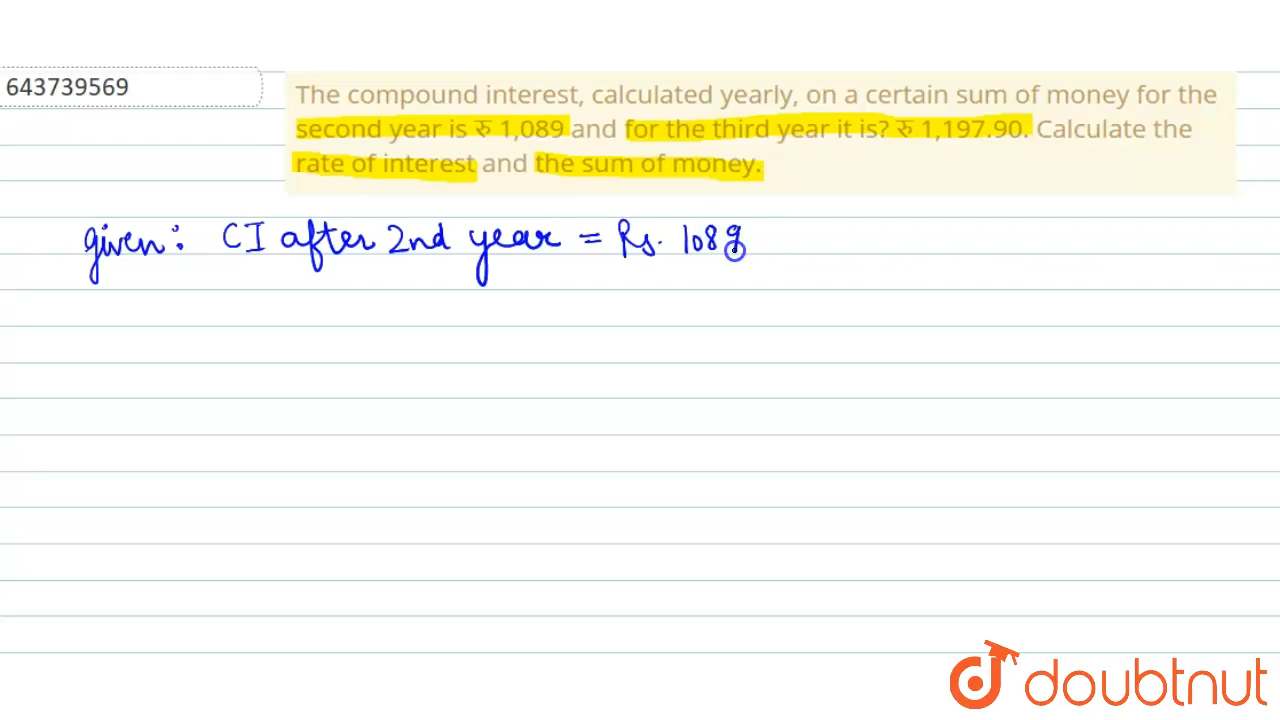 643739569
The compound interest, calculated yearly, on a certain sum of money for the
second year is रु 1,089 and for the third year it is? रु 1,197.90. Calculate the
rate of interest and the sum of money.
given: CI after 2nd year = Rs. 1089
doubtnut